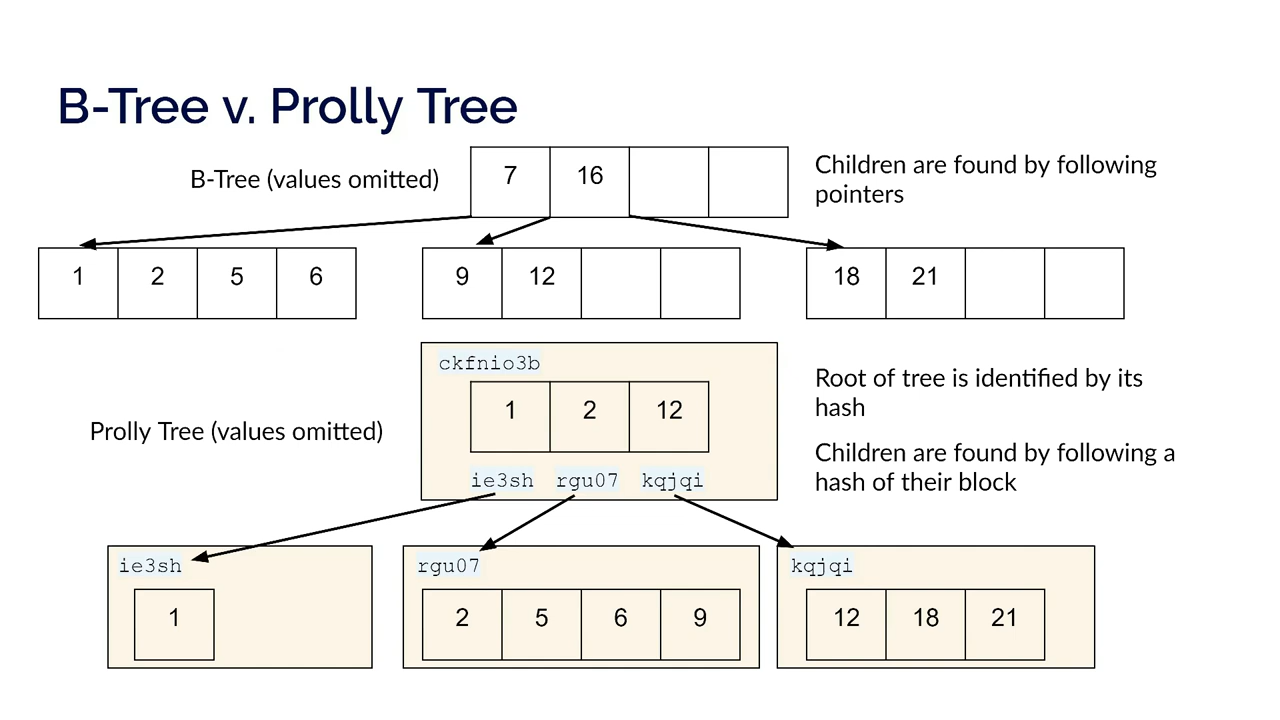 B-Tree v. Prolly Tree
B-Tree (values omitted)
7 16
Children are found by following
pointers
1 2 5 6
9 12
18 21
ckfnio3b
1 2 12
ie3sh rgu07 kqjqi
Prolly Tree (values omitted)
Root of tree is identified by its
hash
Children are found by following a
hash of their block
ie3sh
1
rgu07
2 5 6 9
kqjqi
12 18 21